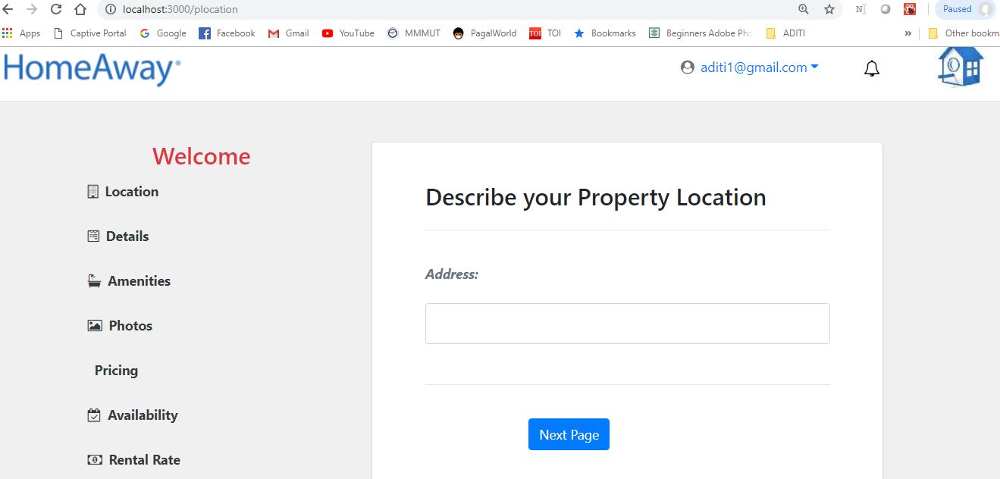 localhost:3000/plocation
Paused
Apps Captive Portal Google Facebook Gmail YouTube MMMUT PagalWorld TOI TOI Bookmarks Beginners Adobe Pho ADITI » Other bookm
HomeAway®
aditi1@gmail.com
Welcome
Location
Details
Amenities
Photos
Pricing
Availability
Rental Rate
Describe your Property Location
Address:
Next Page